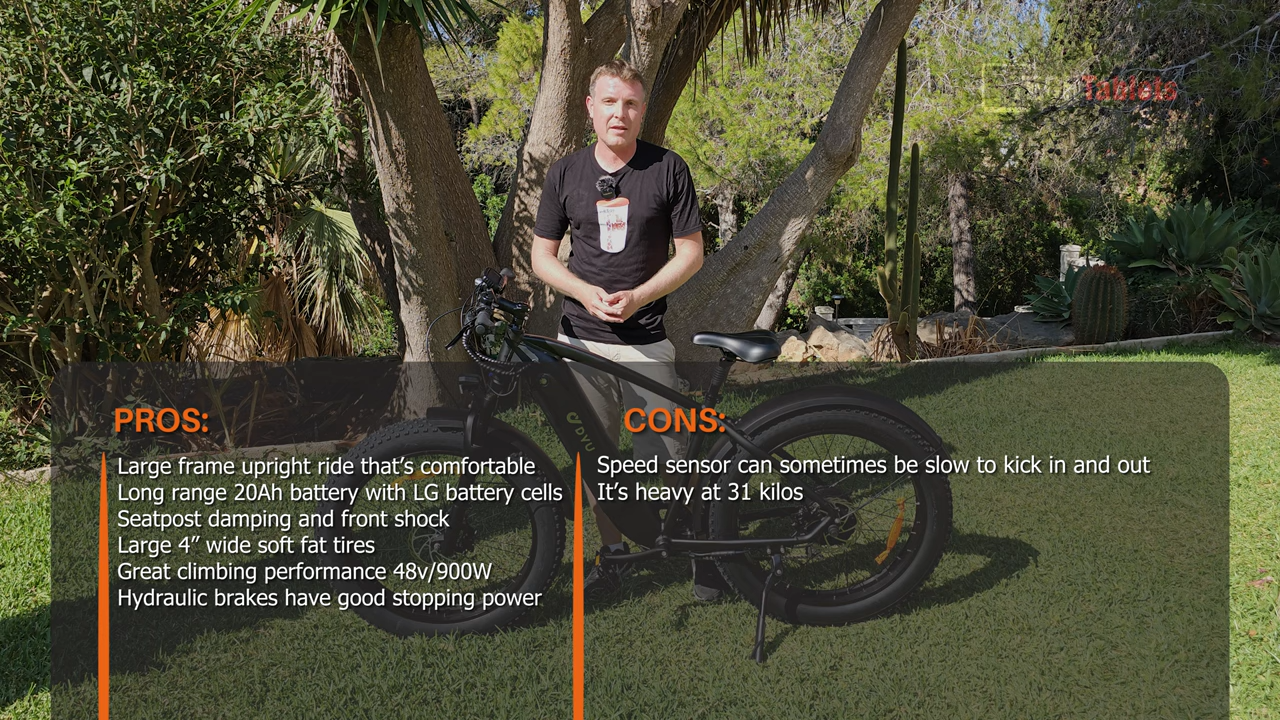 Tablets
PROS:
Large frame upright ride that’s comfortable
Long range 20Ah battery with LG battery cells
Seatpost damping and front shock
Large 4” wide soft fat tires
Great climbing performance 48v/900W
Hydraulic brakes have good stopping power
CONS:
Speed sensor can sometimes be slow to kick in and out
It’s heavy at 31 kilos
DYU